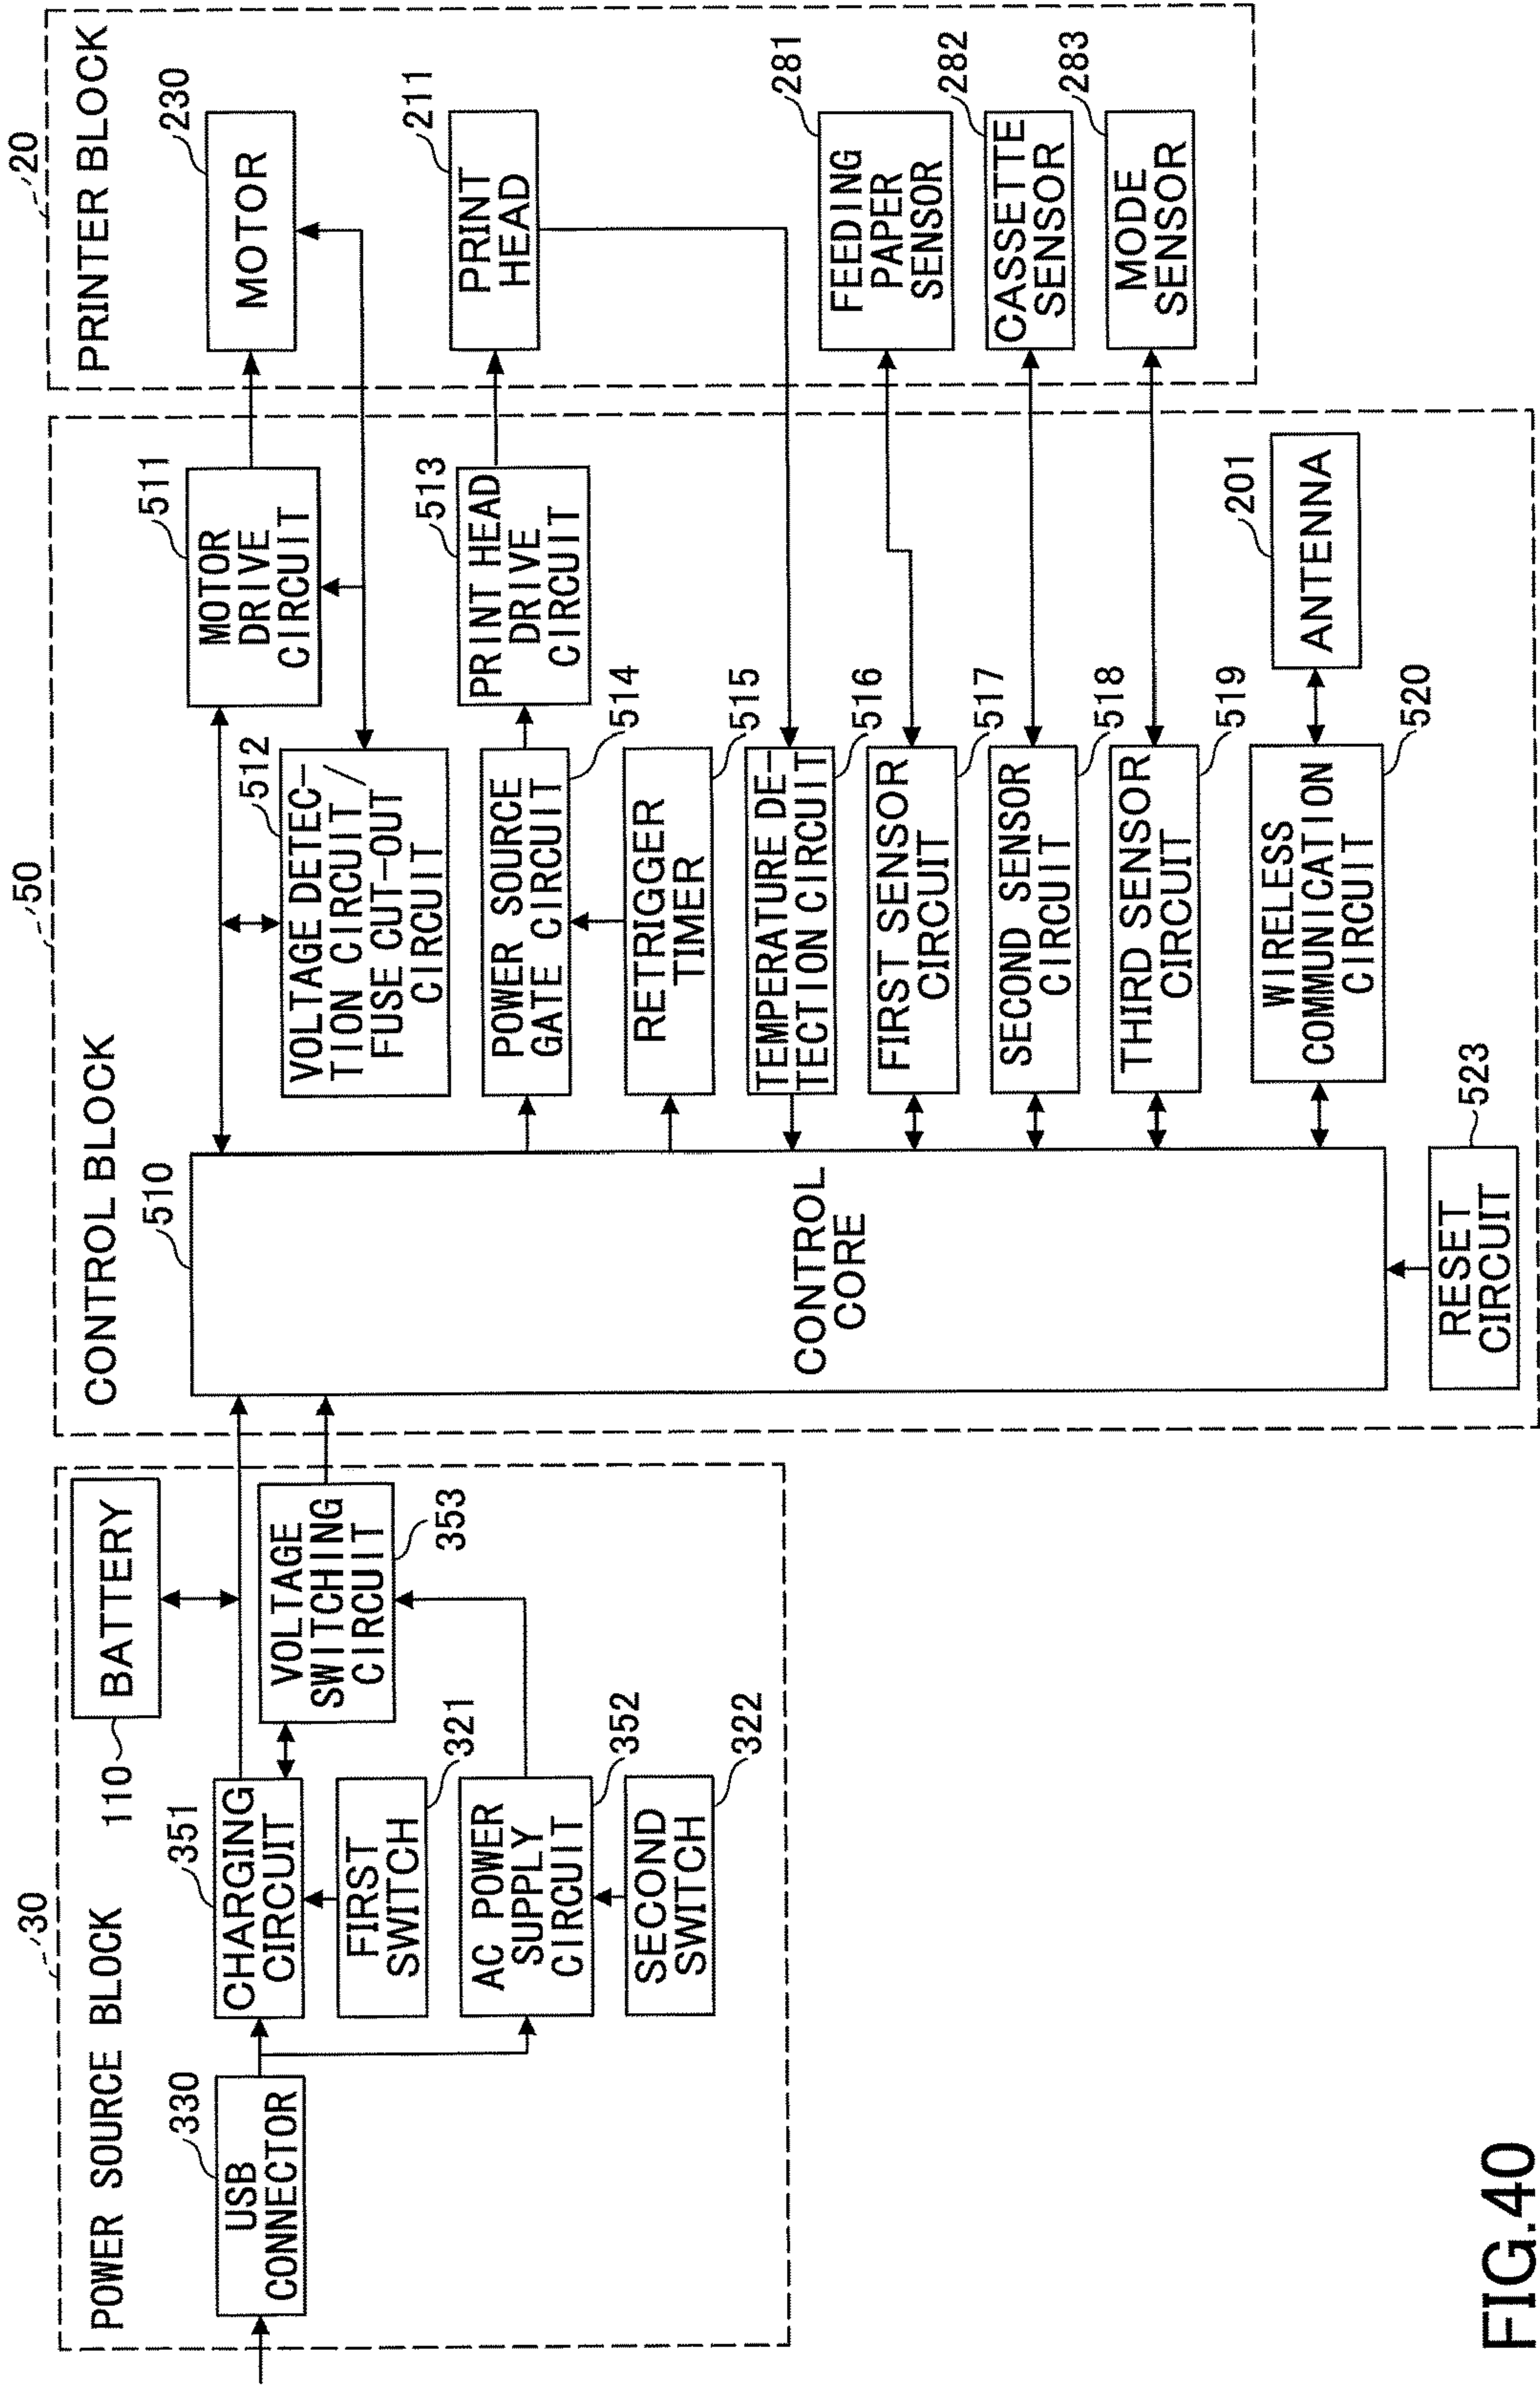 30
POWER SOURCE BLOCK
330
USB
CONNECTOR
351
CHARGING
CIRCUIT
FIRST
SWITCH
321
AC POWER
SUPPLY
CIRCUIT
352
SECOND
SWITCH
322
110
BATTERY
VOLTAGE
SWITCHING
CIRCUIT
353
50
CONTROL BLOCK
510
CONTROL
CORE
RESET
CIRCUIT
523
511
MOTOR
DRIVE
CIRCUIT
512
VOLTAGE DETEC-
TION CIRCUIT/
FUSE CUT-OUT
CIRCUIT
513
PRINT HEAD
DRIVE
CIRCUIT
POWER SOURCE
GATE CIRCUIT
514
RETRIGGER
TIMER
515
TEMPERATURE DE-
TECTION CIRCUIT
516
FIRST SENSOR
CIRCUIT
517
SECOND SENSOR
CIRCUIT
518
THIRD SENSOR
CIRCUIT
519
WIRELESS
COMMUNICATION
CIRCUIT
520
201
ANTENNA
20
PRINTER BLOCK
230
MOTOR
211
PRINT
HEAD
281
FEEDING
PAPER
SENSOR
282
CASSETTE
SENSOR
283
MODE
SENSOR
FIG.40